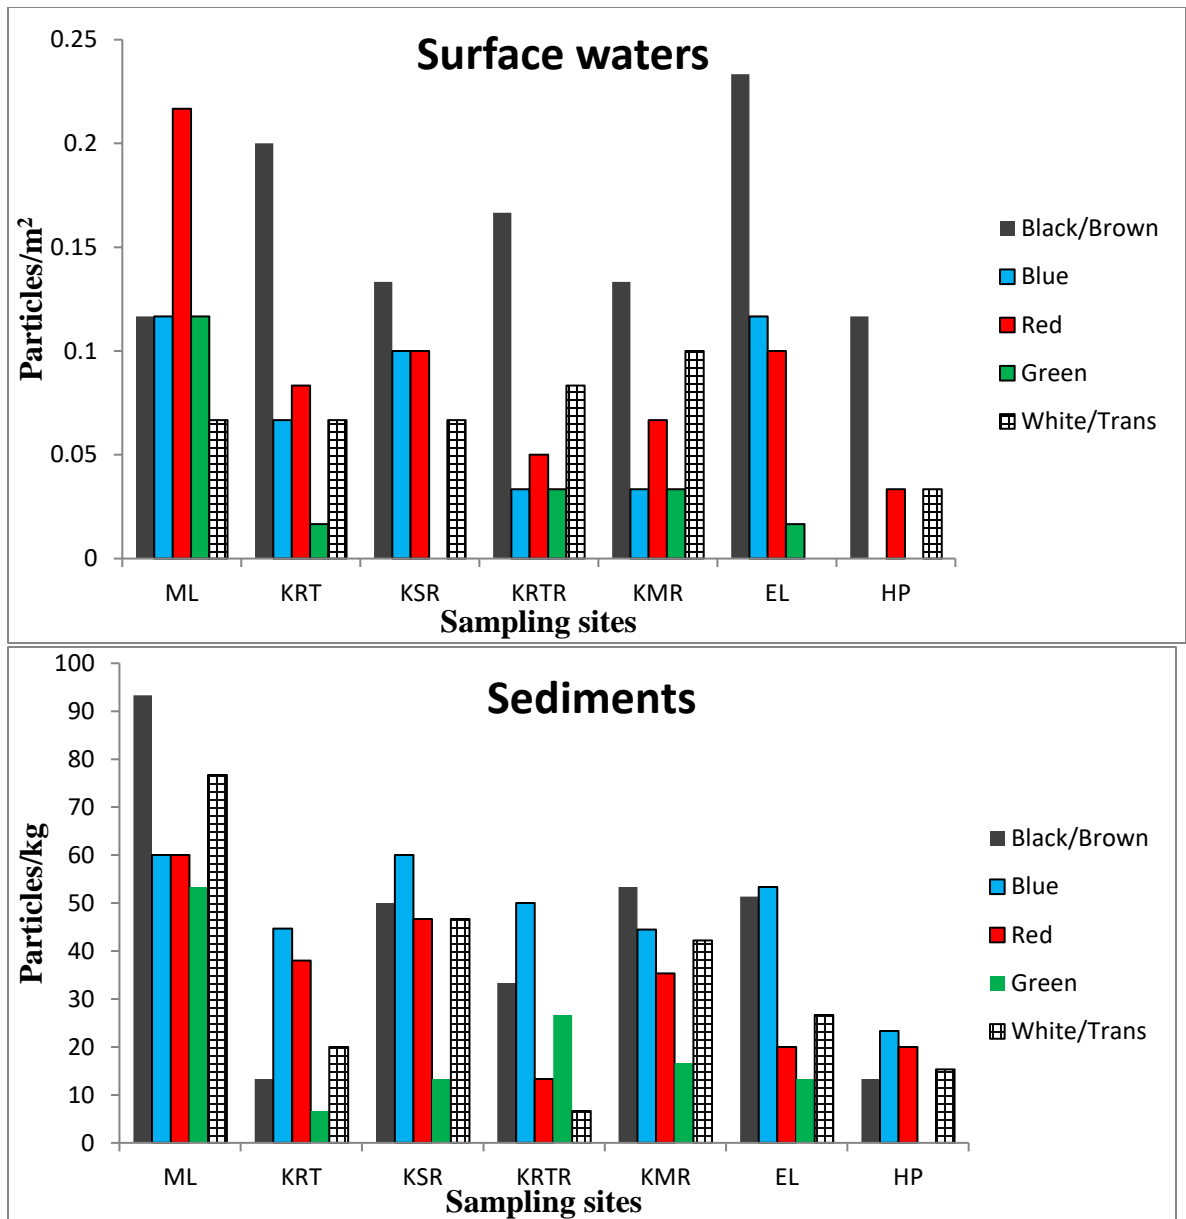 Surface waters
Particles/m²
0.25
0.2
0.15
0.1
0.05
0
ML KRT KSR KRTR KMR EL HP
Sampling sites
Black/Brown
Blue
Red
Green
White/Trans
Sediments
Particles/kg
100
90
80
70
60
50
40
30
20
10
0
ML KRT KSR KRTR KMR EL HP
Sampling sites
Black/Brown
Blue
Red
Green
White/Trans